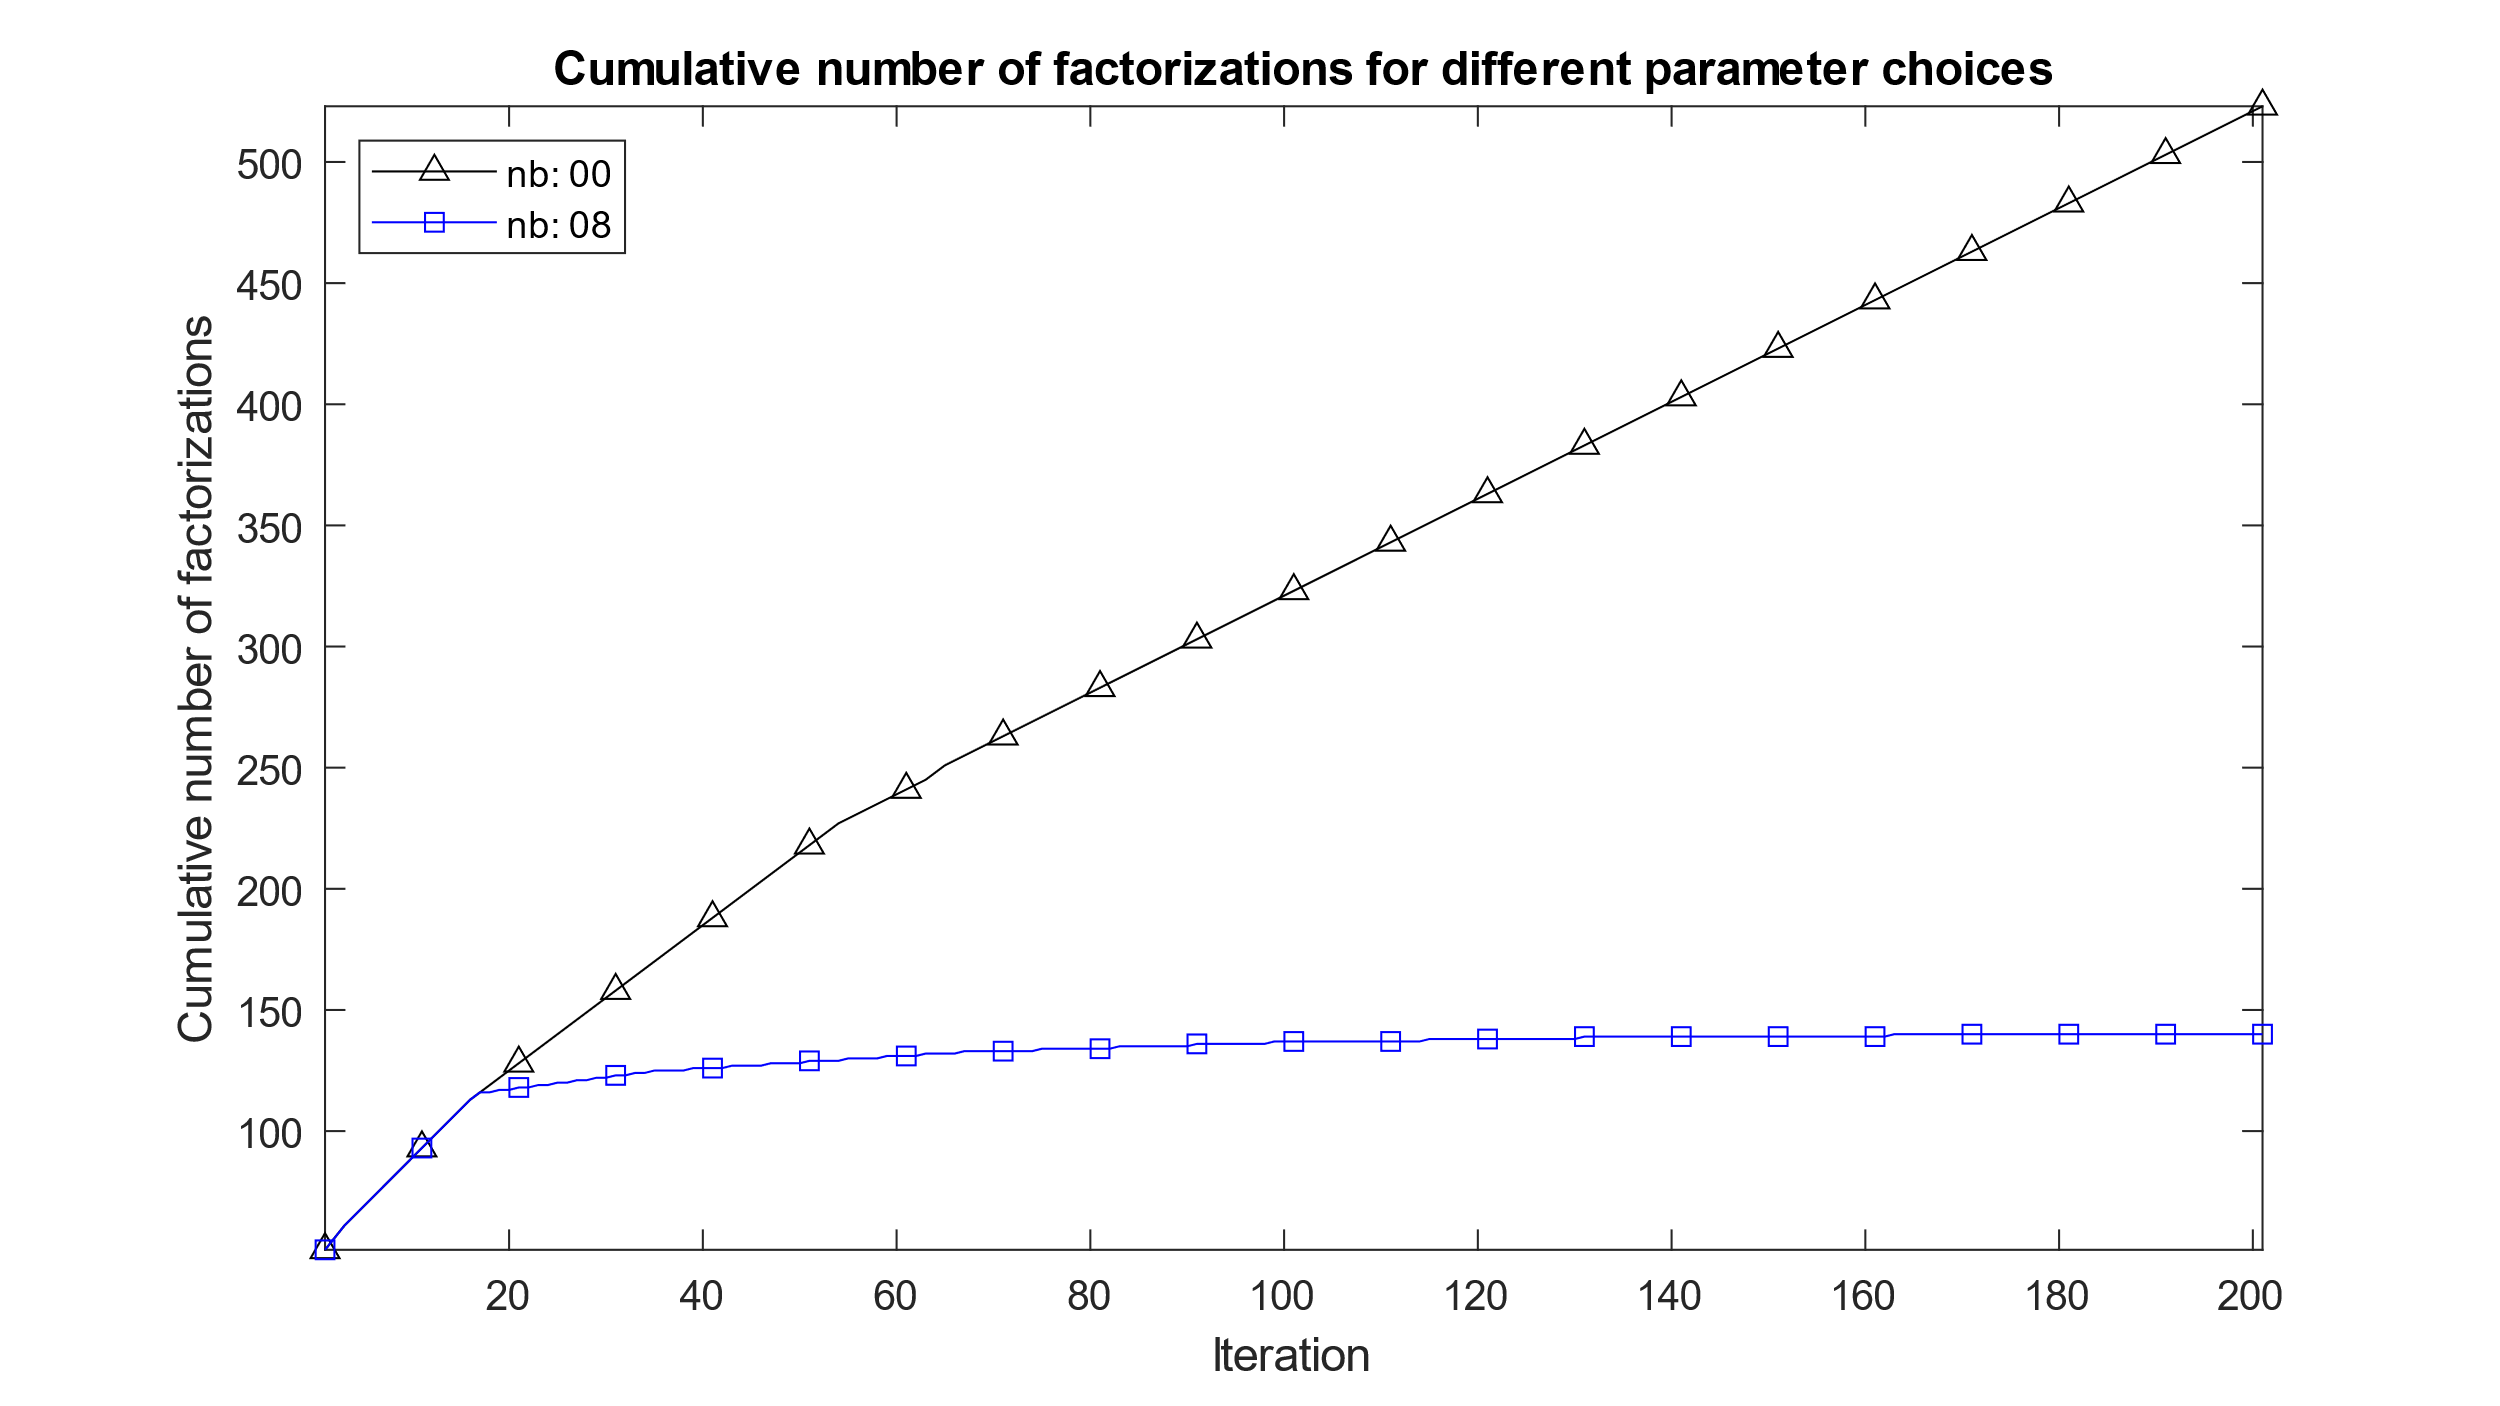 Cumulative number of factorizations for different parameter choices
nb: 00
nb: 08
500
450
400
350
300
250
200
150
100
Cumulative number of factorizations
20 40 60 80 100 120 140 160 180 200
Iteration